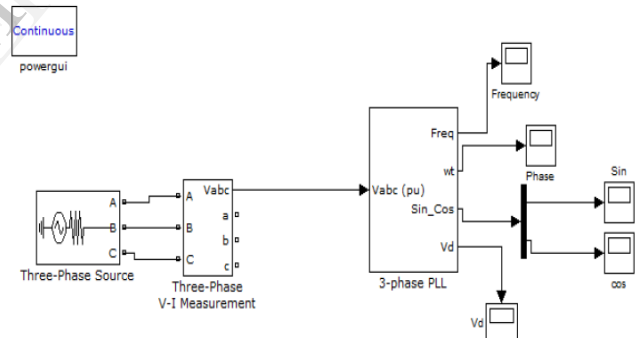 Continuous
powergui
Frequency
Freq
wt
Phase
Sin
Vabc (pu)
Sin_Cos
Vd
3-phase PLL
cos
Vd
A
B
C
Three-Phase Source
A
B
C
Vabc
a
b
c
Three-Phase
V-I Measurement